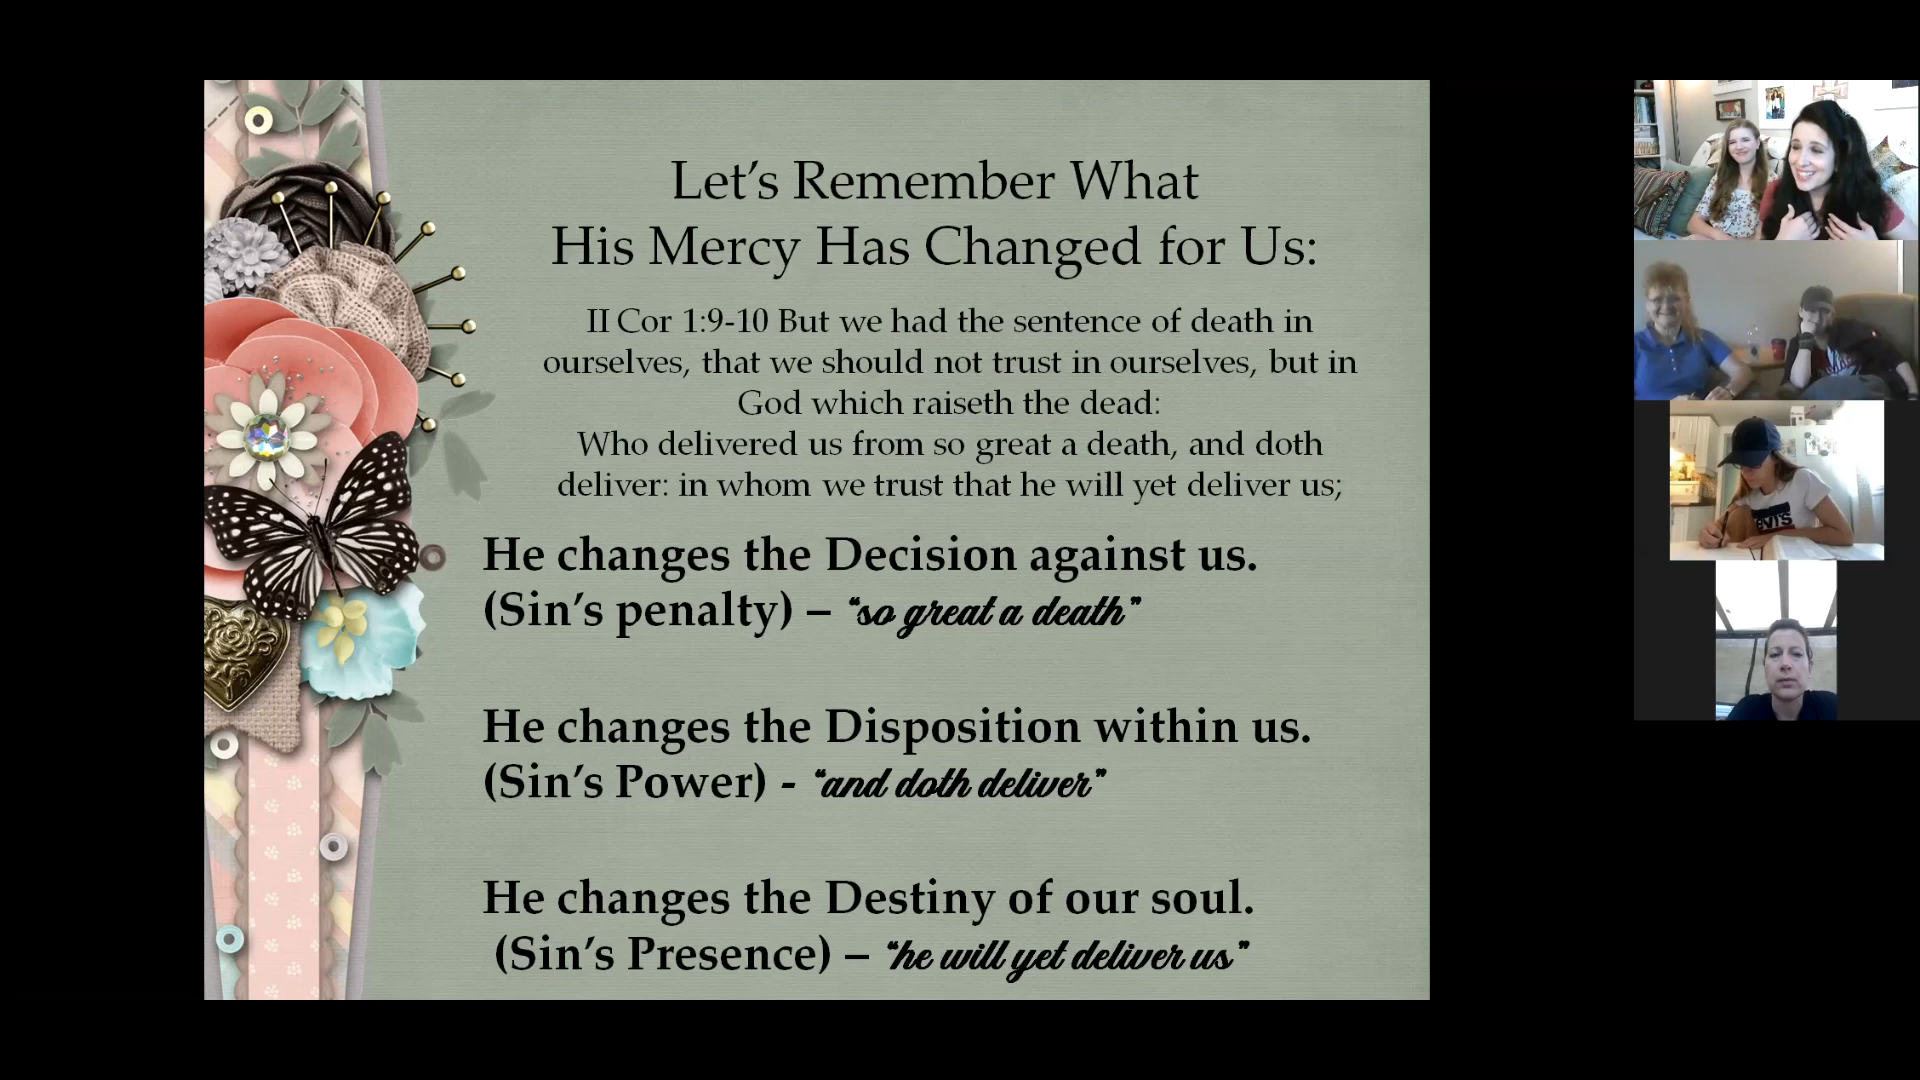 Let's Remember What
His Mercy Has Changed for Us:
II Cor 1:9-10 But we had the sentence of death in
ourselves, that we should not trust in ourselves, but in
God which raiseth the dead:
Who delivered us from so great a death, and doth
deliver: in whom we trust that he will yet deliver us;
He changes the Decision against us.
(Sin's penalty) – “so great a death”
He changes the Disposition within us.
(Sin's Power) - “and doth deliver”
He changes the Destiny of our soul.
(Sin's Presence) – “he will yet deliver us”
LEVI'S